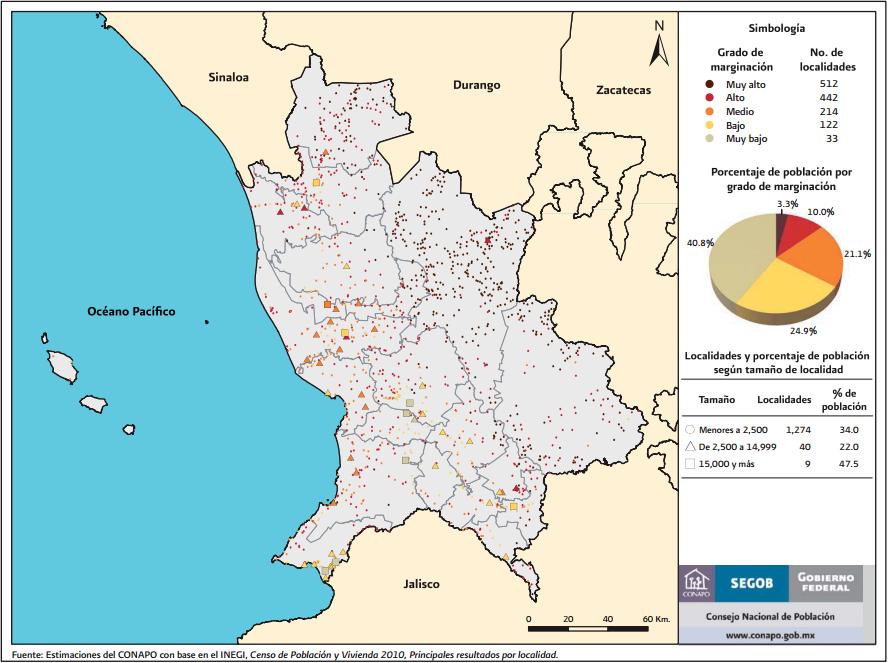 Sinaloa
Durango
Zacatecas
N
Océano Pacífico
Jalisco
0 20 40 60 Km.
Simbología
Grado de No. de
marginación localidades
Muy alto 512
Alto 442
Medio 214
Bajo 122
Muy bajo 33
Porcentaje de población por
grado de marginación
3.3%
10.0%
40.8%
21.1%
24.9%
Localidades y porcentaje de población
según tamaño de localidad
Tamaño Localidades % de
población
Menores a 2,500 1,274 34.0
De 2,500 a 14,999 40 22.0
15,000 y más 9 47.5
CONAPO
SEGOB
GOBIERNO
FEDERAL
Consejo Nacional de Población
www.conapo.gob.mx
Fuente: Estimaciones del CONAPO con base en el INEGI, Censo de Población y Vivienda 2010, Principales resultados por localidad.